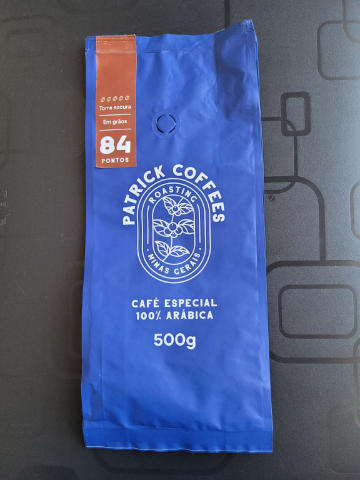 Torra escura
Em grãos
84
PONTOS
PATRICK COFFEES
ROASTING
MINAS GERAIS
CAFÉ ESPECIAL
100% ARÁBICA
500g